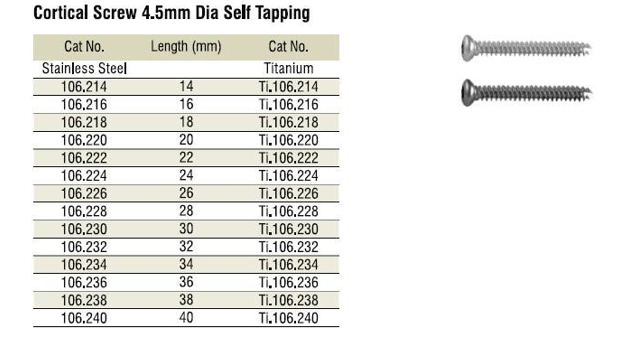 Cortical Screw 4.5mm Dia Self Tapping
Cat No. Length (mm) Cat No.
Stainless Steel Titanium
106.214 14 Ti.106.214
106.216 16 Ti.106.216
106.218 18 Ti.106.218
106.220 20 Ti.106.220
106.222 22 Ti.106.222
106.224 24 Ti.106.224
106.226 26 Ti.106.226
106.228 28 Ti.106.228
106.230 30 Ti.106.230
106.232 32 Ti.106.232
106.234 34 Ti.106.234
106.236 36 Ti.106.236
106.238 38 Ti.106.238
106.240 40 Ti.106.240